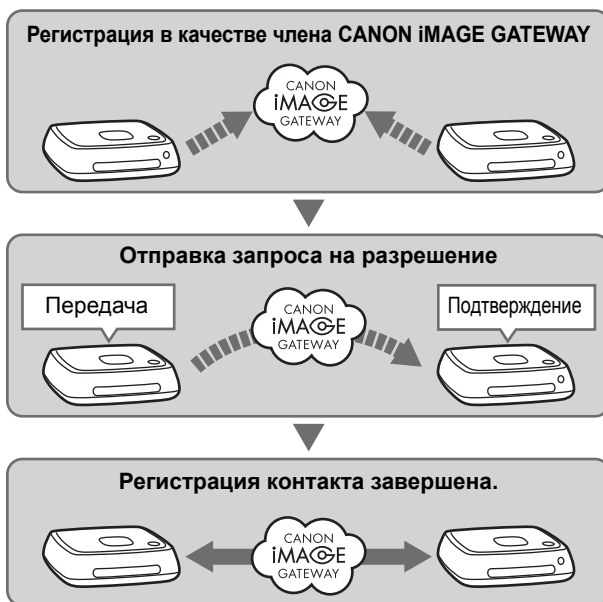 Регистрация в качестве члена CANON iMAGE GATEWAY
CANON
iMAGE
GATEWAY
Отправка запроса на разрешение
Передача
CANON
iMAGE
GATEWAY
Подтверждение
Регистрация контакта завершена.
CANON
iMAGE
GATEWAY